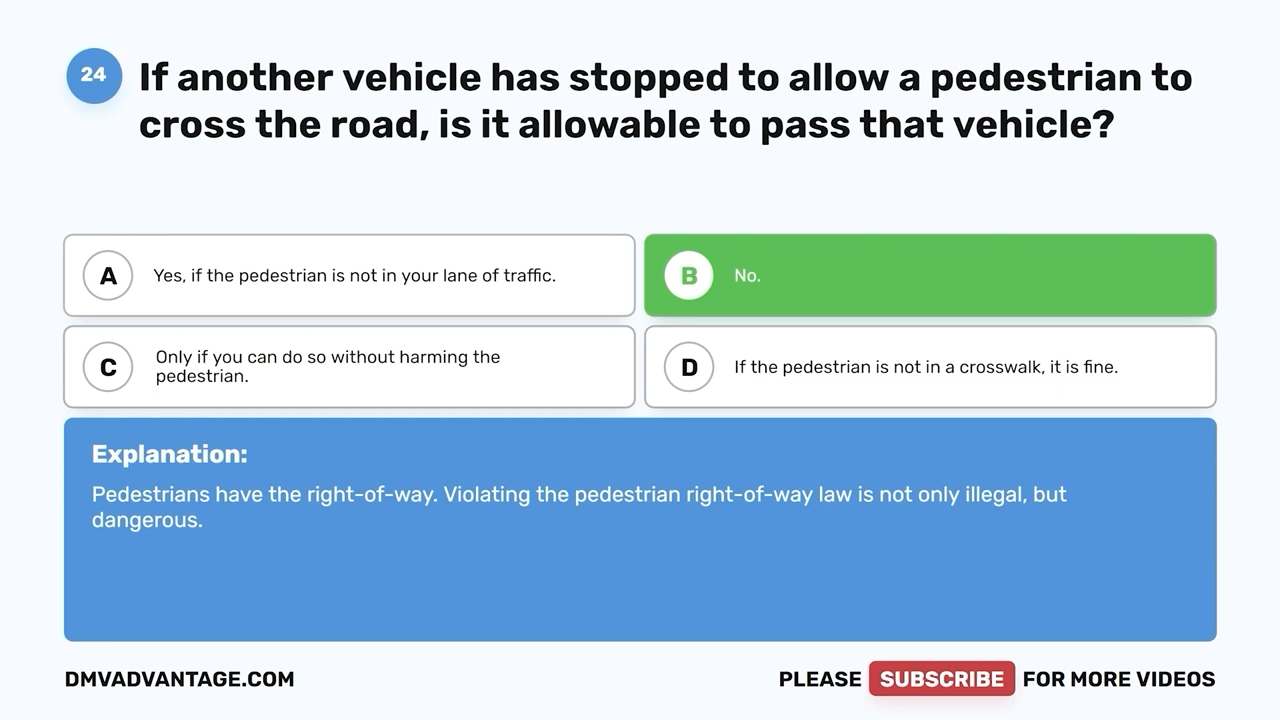 24
If another vehicle has stopped to allow a pedestrian to
cross the road, is it allowable to pass that vehicle?
A
Yes, if the pedestrian is not in your lane of traffic.
B
No.
C
Only if you can do so without harming the
pedestrian.
D
If the pedestrian is not in a crosswalk, it is fine.
Explanation:
Pedestrians have the right-of-way. Violating the pedestrian right-of-way law is not only illegal, but
dangerous.
DMVADVANTAGE.COM
PLEASE SUBSCRIBE FOR MORE VIDEOS